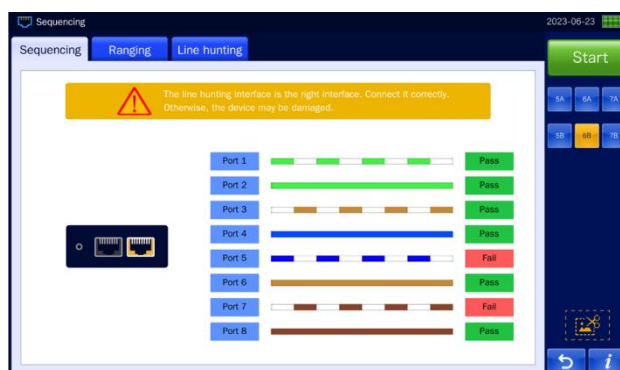 Sequencing
2023-06-23
Sequencing Ranging Line hunting
Start
The line hunting interface is the right interface. Connect it correctly.
Otherwise, the device may be damaged.
5A 6A 7A
5B 6B 7B
Port 1 Pass
Port 2 Pass
Port 3 Pass
Port 4 Pass
Port 5 Fail
Port 6 Pass
Port 7 Fail
Port 8 Pass
i